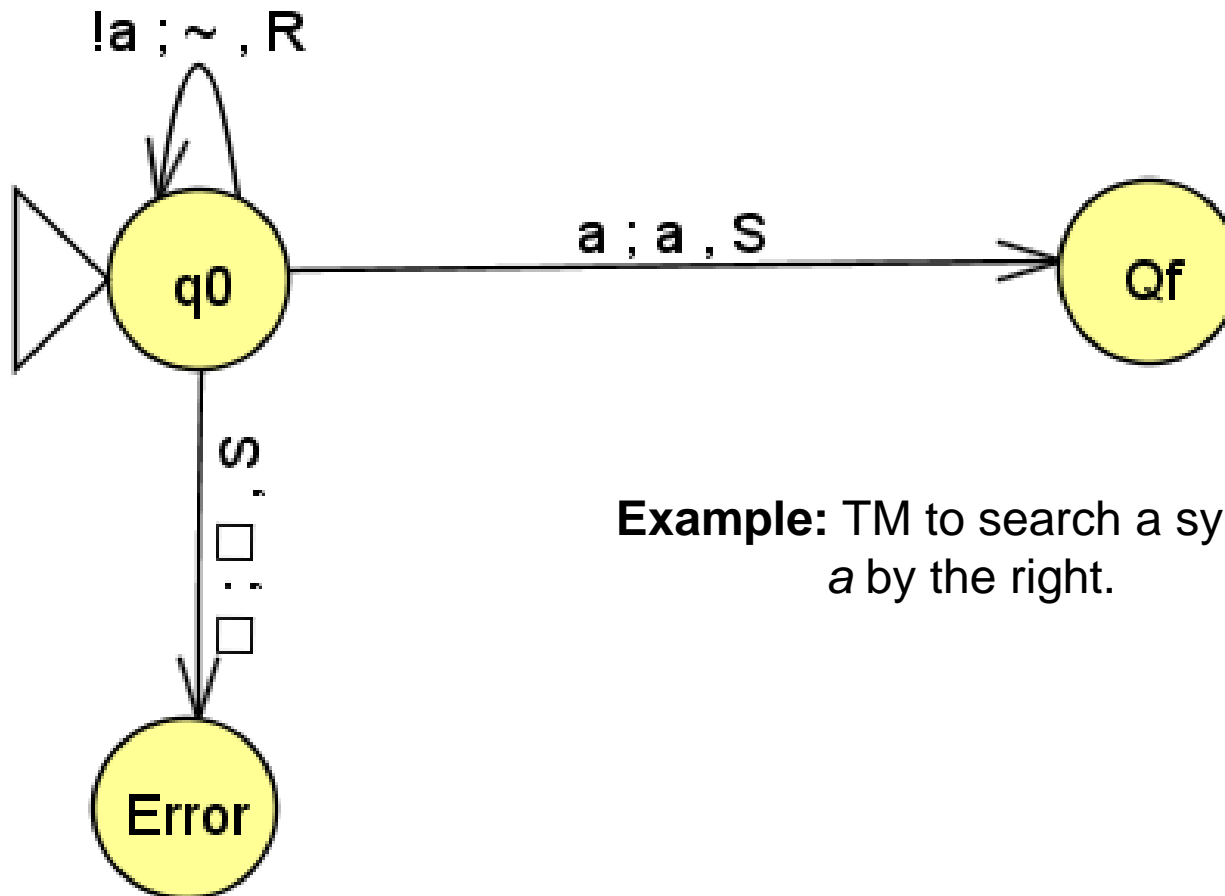 !a ; ~ , R
a ; a , S
q0
Qf
□ ; □ , S
Example: TM to search a sy
a by the right.
Error